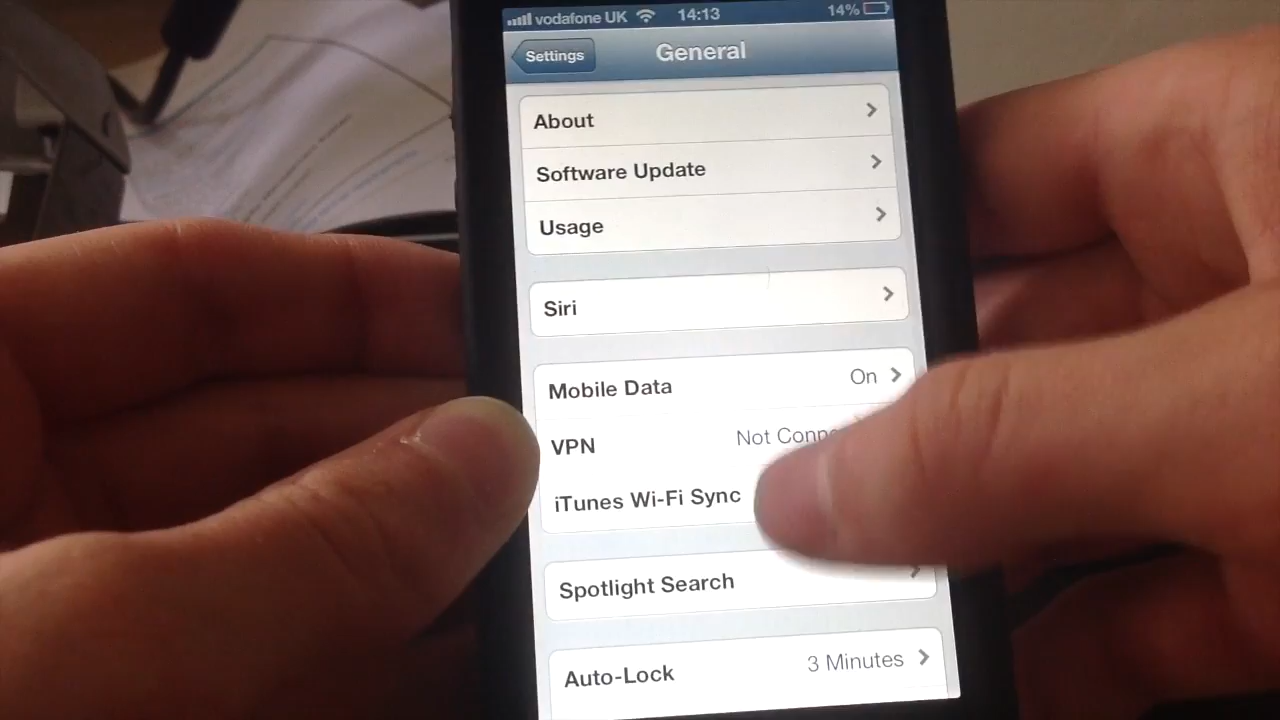 vodafone UK 14:13 14%
Settings General
About
Software Update
Usage
Siri
Mobile Data On
VPN Not
iTunes Wi-Fi Sync
Spotlight Search
Auto-Lock 3 Minutes